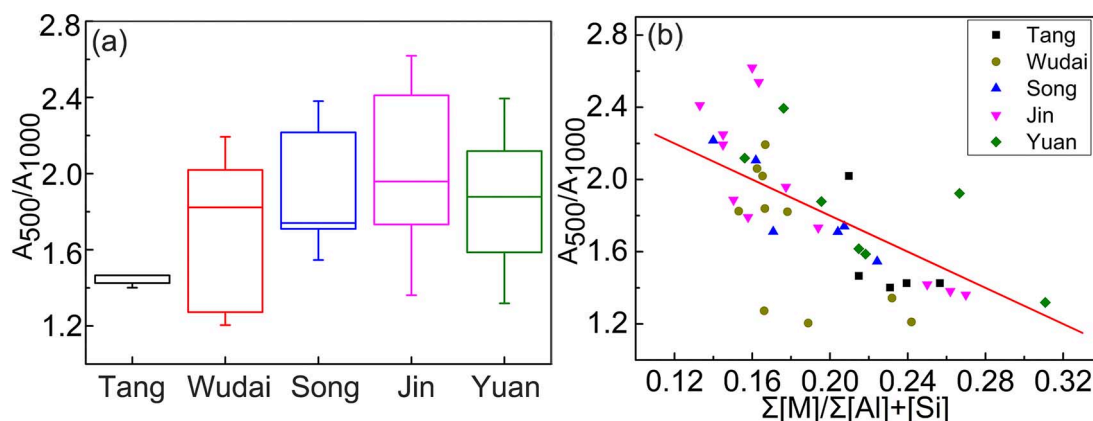 (a)
A500/A1000
2.8
2.4
2.0
1.6
1.2
Tang Wudai Song Jin Yuan
(b)
A500/A1000
2.8
2.4
2.0
1.6
1.2
0.12 0.16 0.20 0.24 0.28 0.32
Σ[M]/Σ[Al]+[Si]
Tang
Wudai
Song
Jin
Yuan